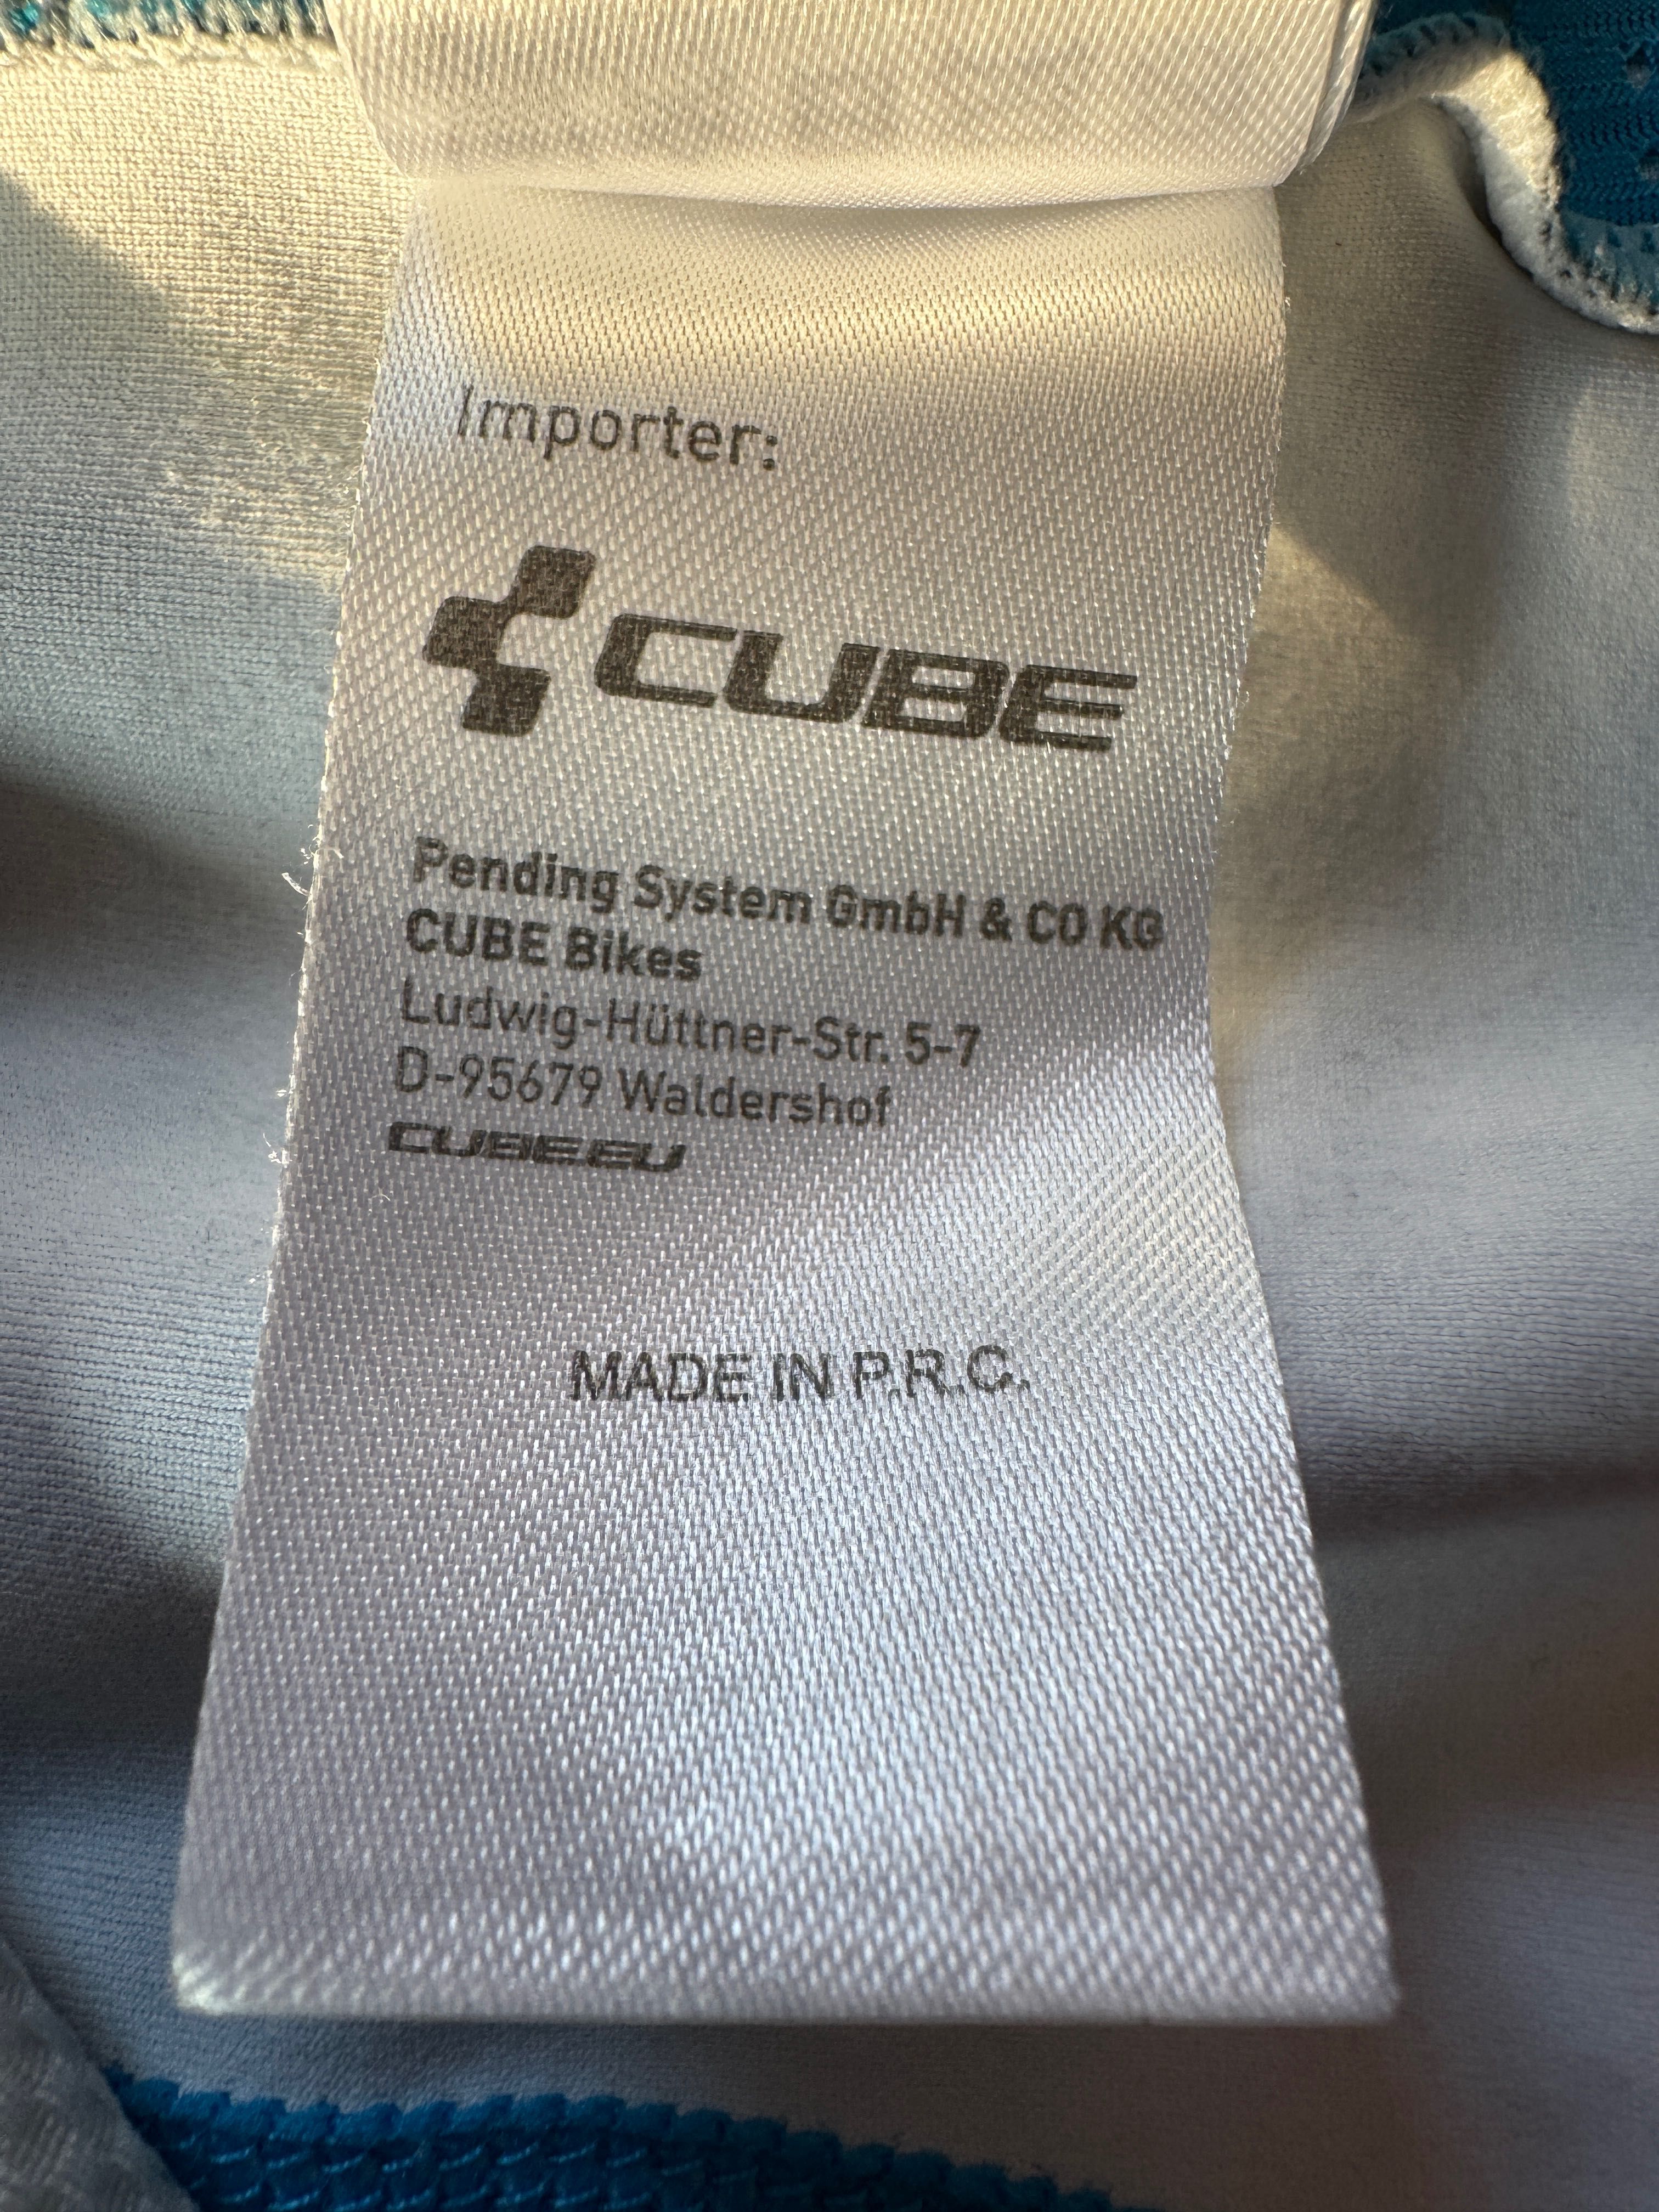 Importer:
CUBE
Pending System GmbH & CO KG
CUBE Bikes
Ludwig-Hüttner-Str. 5-7
D-95679 Waldershof
CUBE.EU
MADE IN P.R.C.